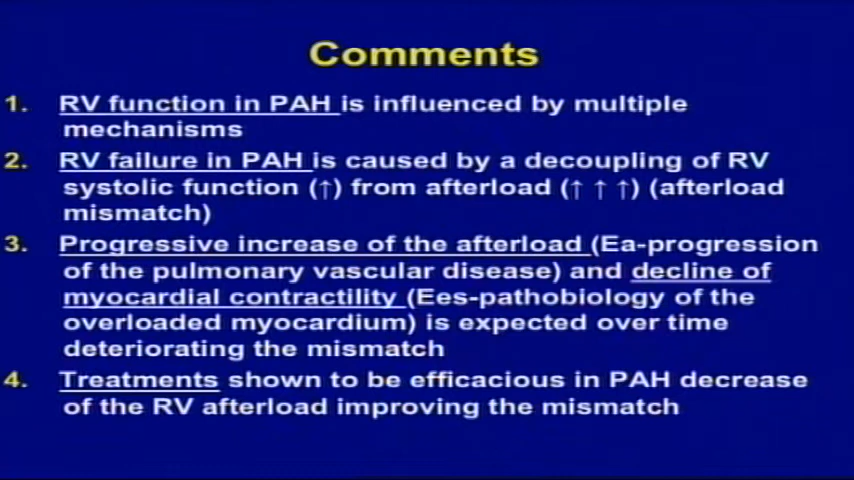 Comments
1. RV function in PAH is influenced by multiple
mechanisms
2. RV failure in PAH is caused by a decoupling of RV
systolic function (↑) from afterload (↑ ↑ ↑) (afterload
mismatch)
3. Progressive increase of the afterload (Ea-progression
of the pulmonary vascular disease) and decline of
myocardial contractility (Ees-pathobiology of the
overloaded myocardium) is expected over time
deteriorating the mismatch
4. Treatments shown to be efficacious in PAH decrease
of the RV afterload improving the mismatch